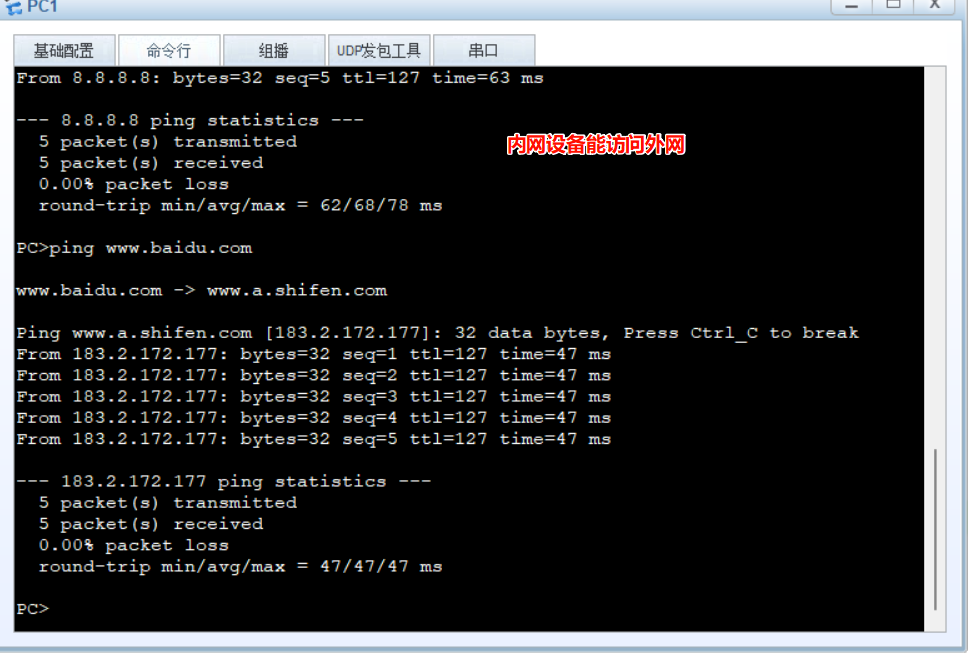 PC1
基础配置 命令行 组播 UDP发包工具 串口
From 8.8.8.8: bytes=32 seq=5 ttl=127 time=63 ms
--- 8.8.8.8 ping statistics ---
5 packet(s) transmitted
内网设备能访问外网
5 packet(s) received
0.00% packet loss
round-trip min/avg/max = 62/68/78 ms
PC>ping www.baidu.com
www.baidu.com -> www.a.shifen.com
Ping www.a.shifen.com [183.2.172.177]: 32 data bytes, Press Ctrl_C to break
From 183.2.172.177: bytes=32 seq=1 ttl=127 time=47 ms
From 183.2.172.177: bytes=32 seq=2 ttl=127 time=47 ms
From 183.2.172.177: bytes=32 seq=3 ttl=127 time=47 ms
From 183.2.172.177: bytes=32 seq=4 ttl=127 time=47 ms
From 183.2.172.177: bytes=32 seq=5 ttl=127 time=47 ms
--- 183.2.172.177 ping statistics ---
5 packet(s) transmitted
5 packet(s) received
0.00% packet loss
round-trip min/avg/max = 47/47/47 ms
PC>